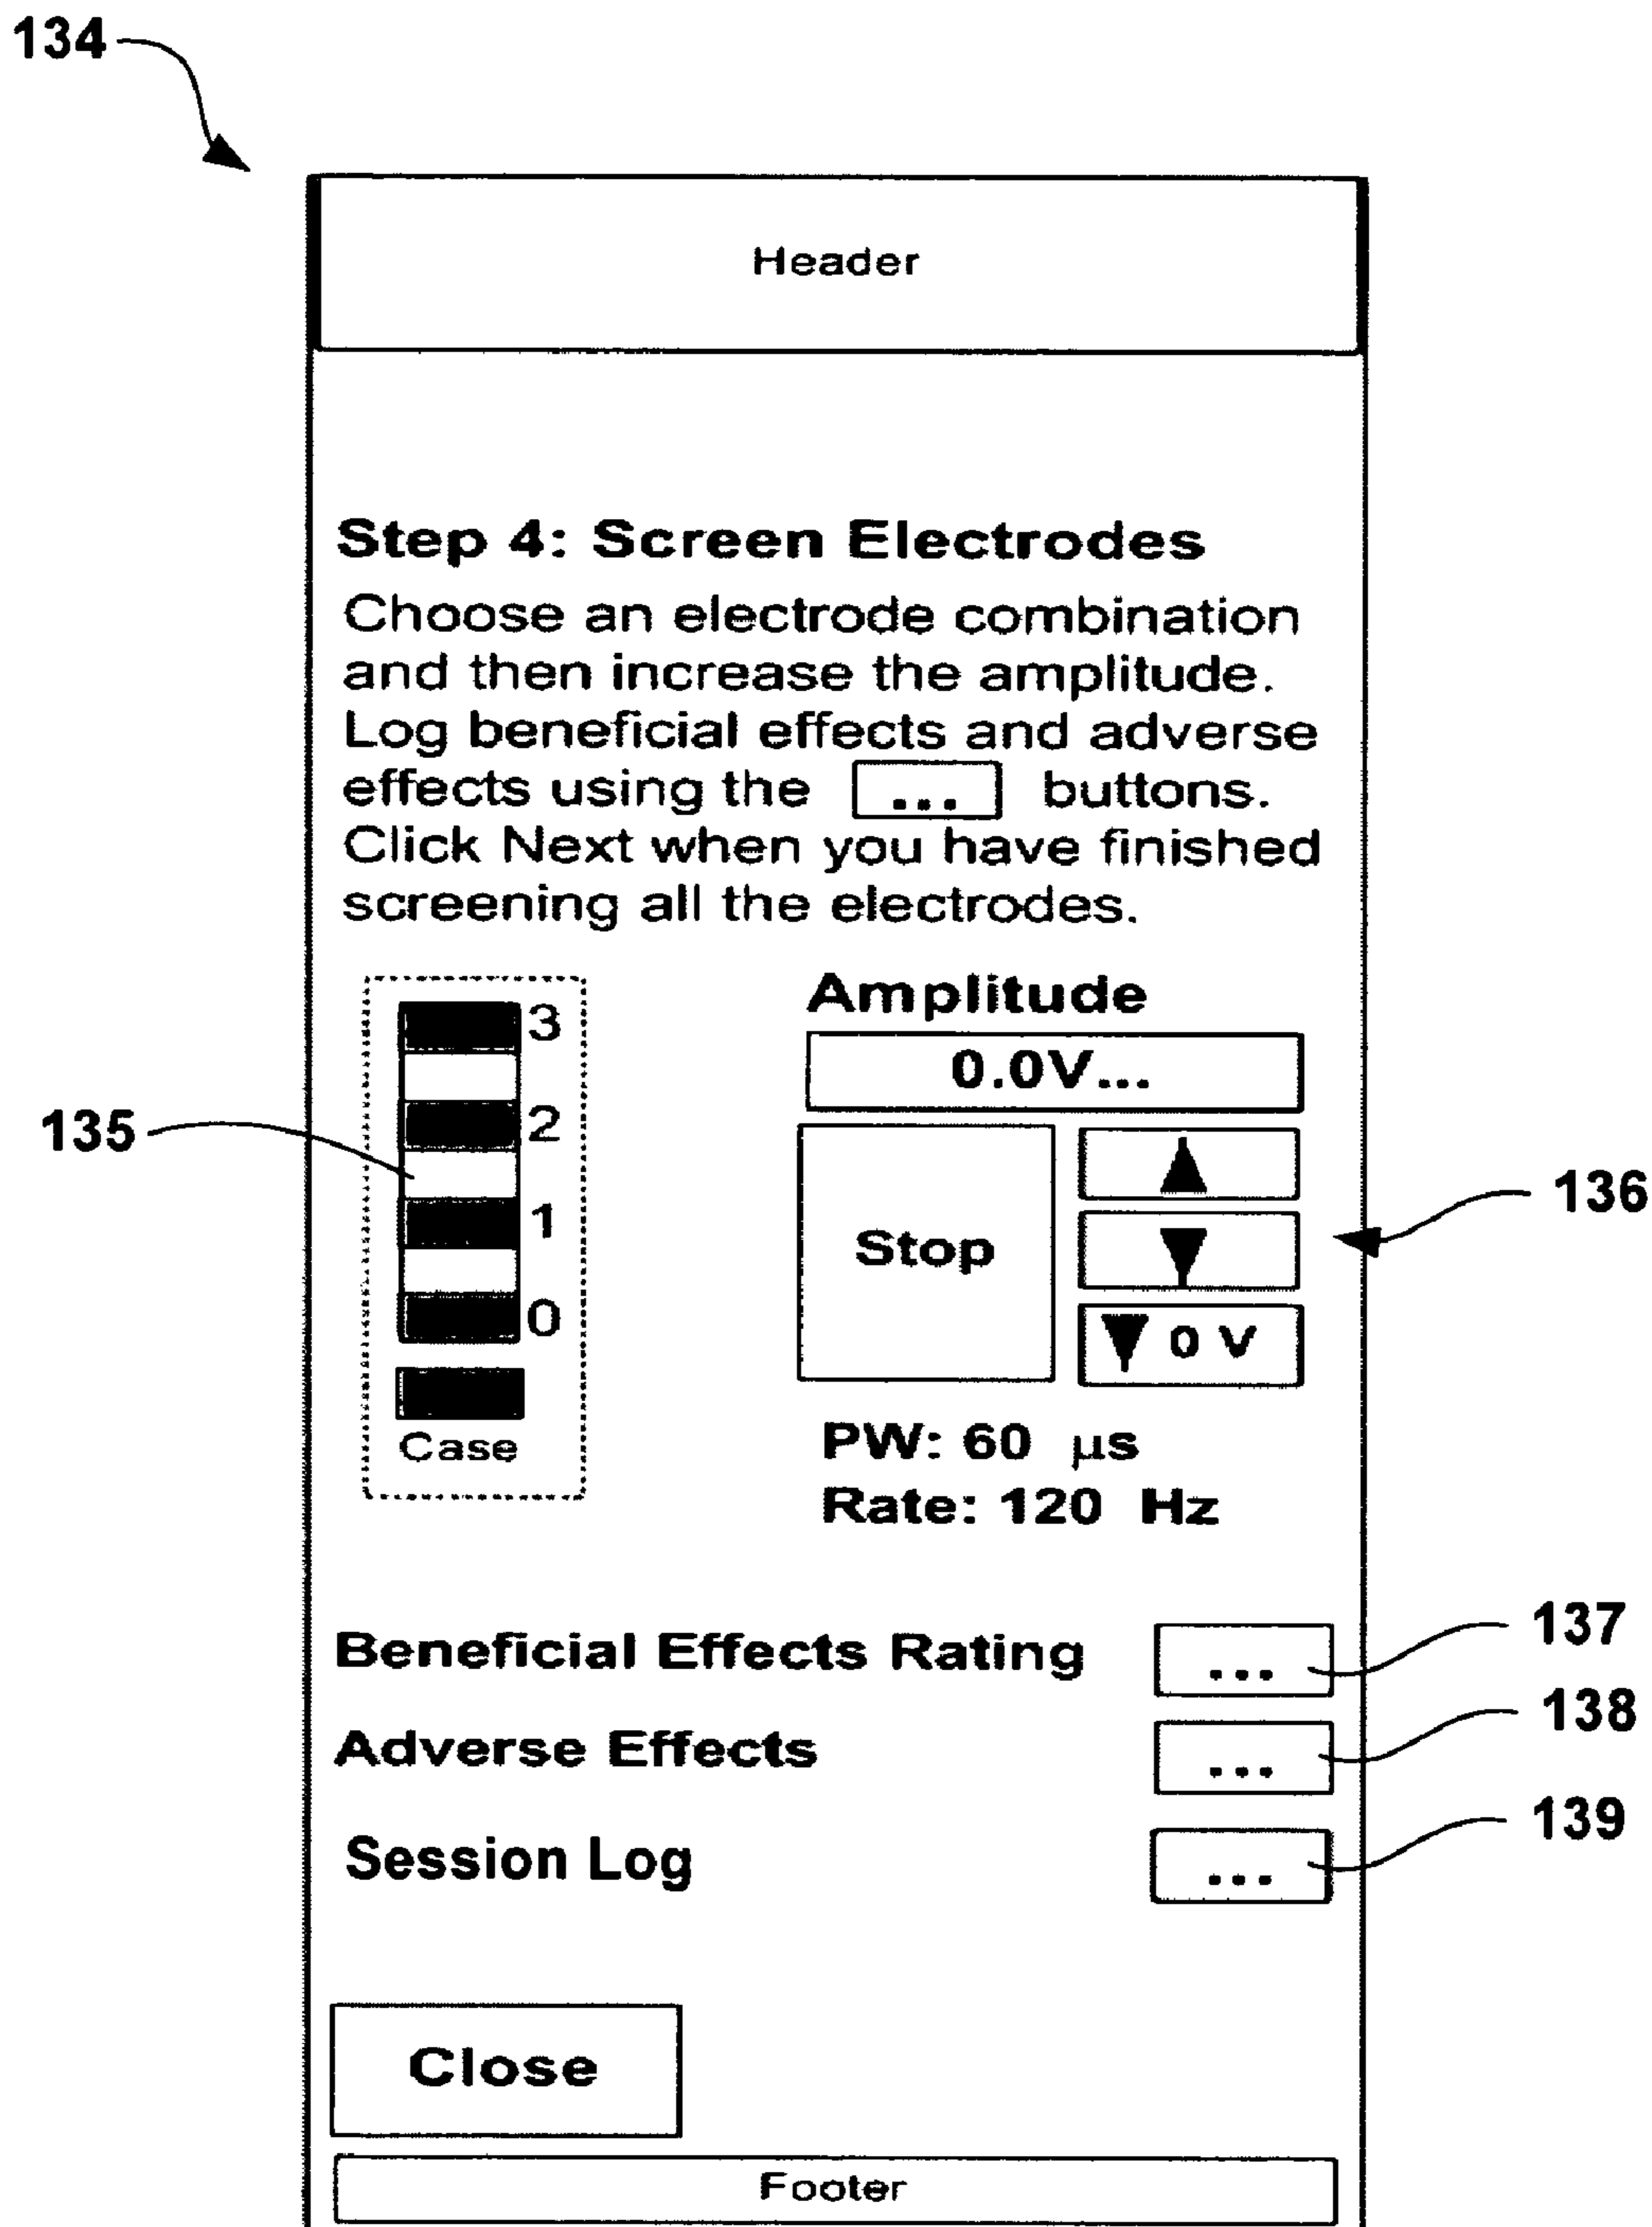 134
Header
Step 4: Screen Electrodes
Choose an electrode combination
and then increase the amplitude.
Log beneficial effects and adverse
effects using the ... buttons.
Click Next when you have finished
screening all the electrodes.
3
2
1
0
Case
135
Amplitude
0.0V...
Stop
0 V
136
PW: 60 μs
Rate: 120 Hz
Beneficial Effects Rating ...
137
Adverse Effects ...
138
Session Log ...
139
Close
Footer